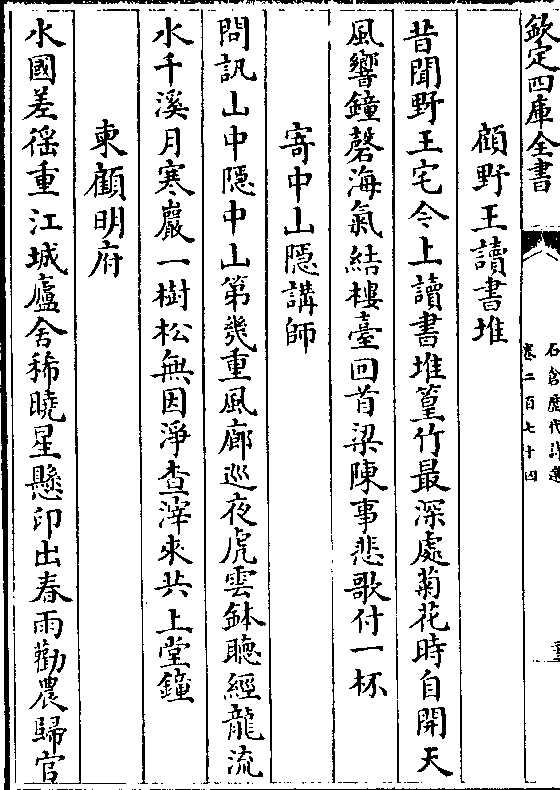 欽定四庫全書
石倉歷代詩選
卷二百七十四
顧野王讀書堆
昔聞野王宅今上讀書堆篁竹最深處菊花時自開天
風響鐘磬海氣結樓臺回首梁陳事悲歌付一杯
寄中山隱講師
問訊山中隱中山第幾重風廊巡夜虎雲鉢聽經龍流
水千溪月寒巖一樹松無因淨查滓來共上堂鐘
柬顧明府
水國差徭重江城廬舍稀曉星懸印出春雨勸農歸官